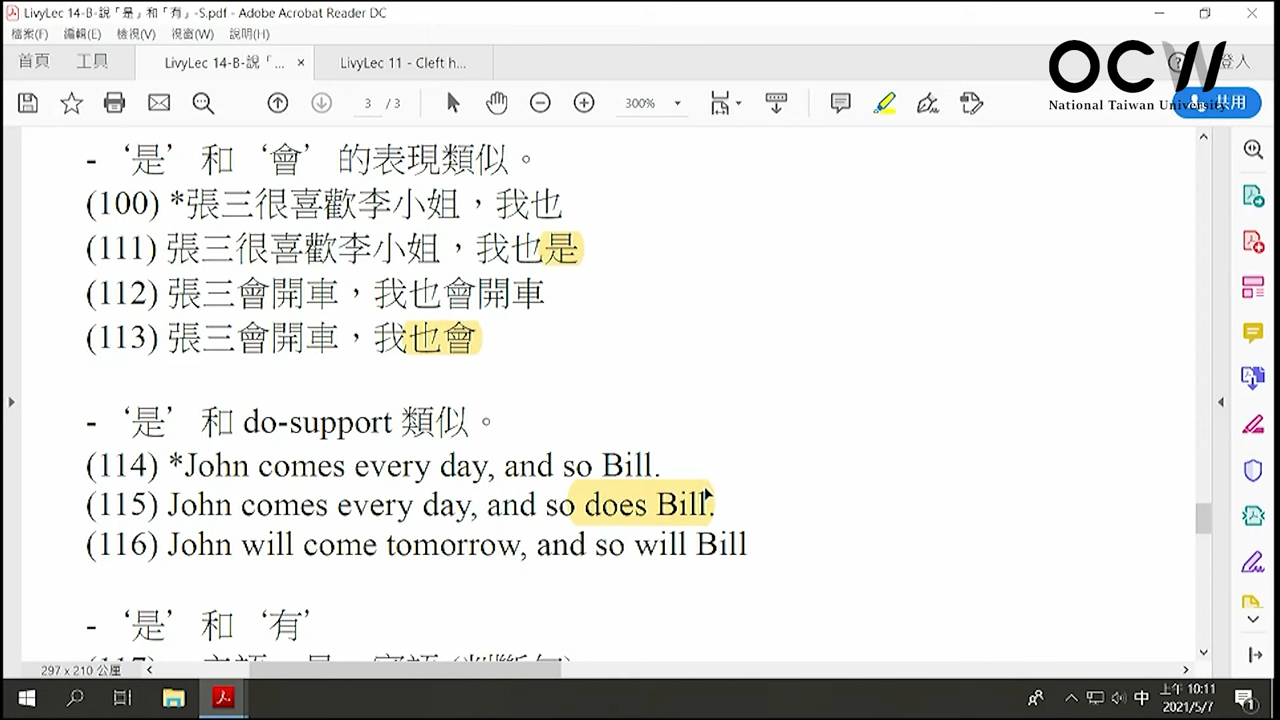 LivyLec 14-B-說「是」和「有」-S.pdf - Adobe Acrobat Reader DC
檔案(F) 編輯(E) 檢視(V) 視窗(W) 說明(H)
首頁 工具 LivyLec 14-B-說「... × LivyLec 11 - Cleft h... 登入
OCW
National Taiwan University
3 / 3 300% 共用
- ‘是’ 和 ‘會’ 的表現類似。
(100) *張三很喜歡李小姐，我也
(111) 張三很喜歡李小姐，我也是
(112) 張三會開車，我也會開車
(113) 張三會開車，我也會
- ‘是’ 和 do-support 類似。
(114) *John comes every day, and so Bill.
(115) John comes every day, and so does Bill.
(116) John will come tomorrow, and so will Bill
- ‘是’ 和 ‘有’
297 x 210 公厘
中 上午 10:11
2021/5/7
1